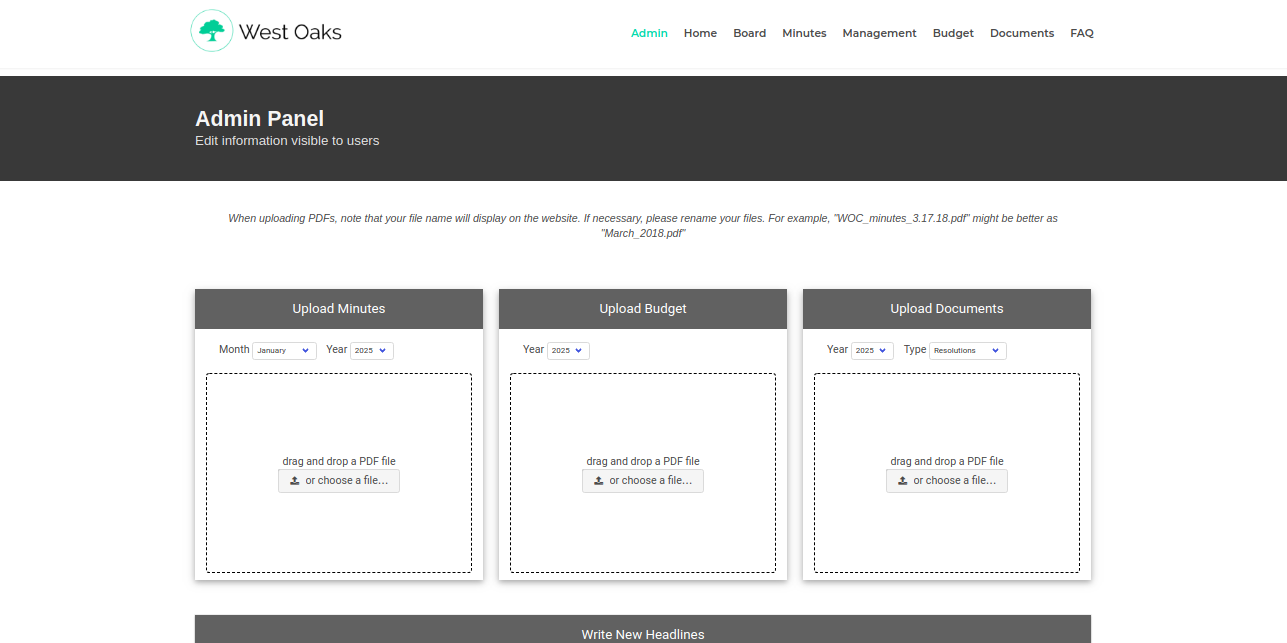 West Oaks
Admin Home Board Minutes Management Budget Documents FAQ
Admin Panel
Edit information visible to users
When uploading PDFs, note that your file name will display on the website. If necessary, please rename your files. For example, "WOC_minutes_3.17.18.pdf" might be better as
"March_2018.pdf"
Upload Minutes
Month January Year 2025
drag and drop a PDF file
or choose a file...
Upload Budget
Year 2025
drag and drop a PDF file
or choose a file...
Upload Documents
Year 2025 Type Resolutions
drag and drop a PDF file
or choose a file...
Write New Headlines